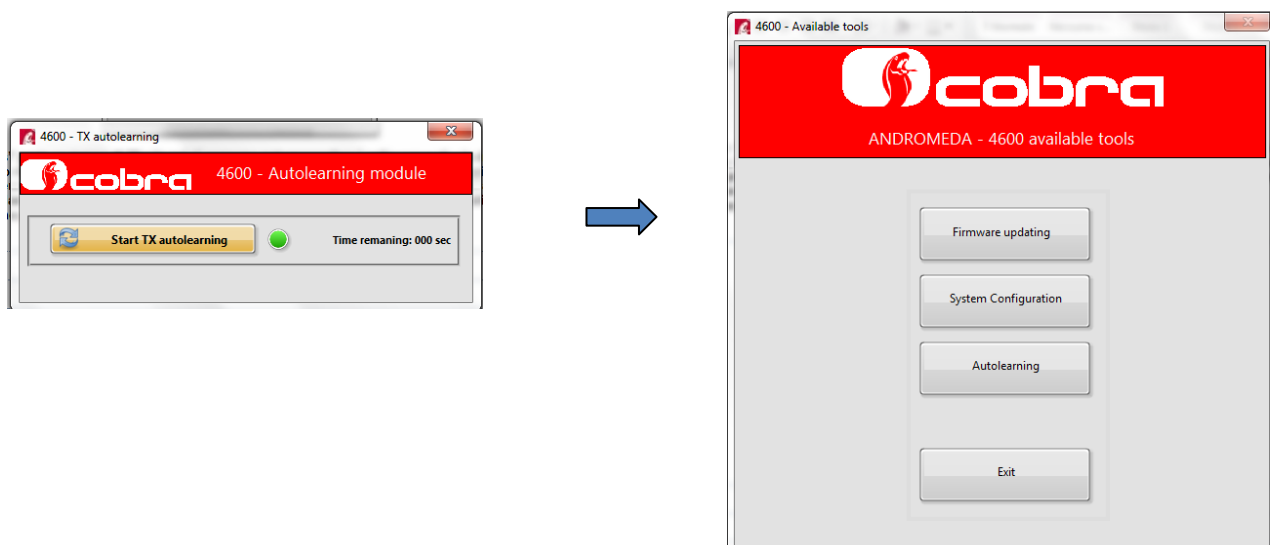 4600 - TX autolearning
cobra
4600 - Autolearning module
Start TX autolearning
Time remaning: 000 sec
4600 - Available tools
cobra
ANDROMEDA - 4600 available tools
Firmware updating
System Configuration
Autolearning
Exit